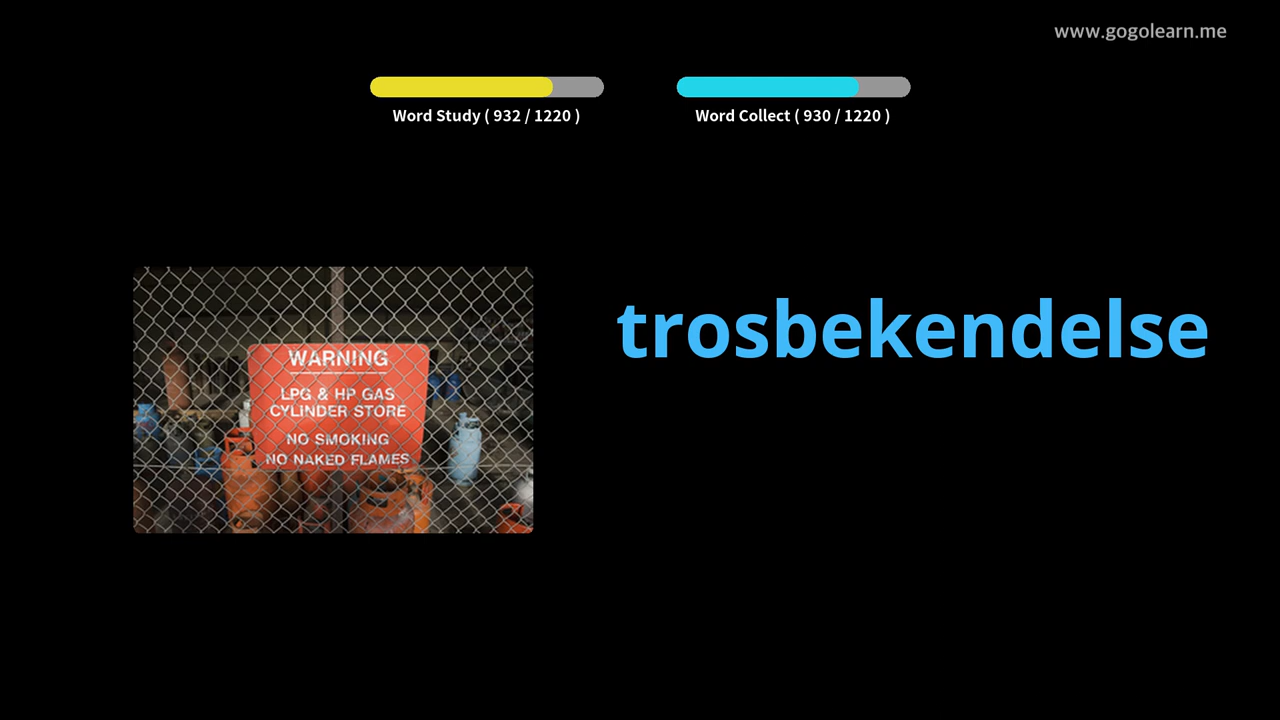 www.gogolearn.me
Word Study ( 932 / 1220 )
Word Collect ( 930 / 1220 )
trosbekendelse
WARNING
LPG & HP GAS
CYLINDER STORE
NO SMOKING
NO NAKED FLAMES